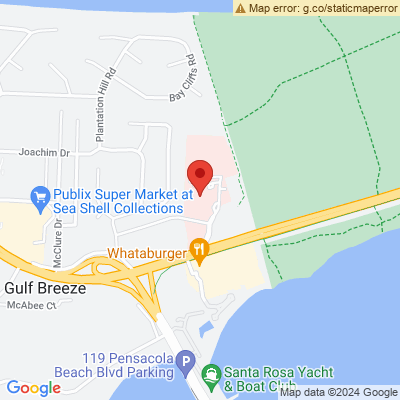 Map error: g.co/staticmaperror
Plantation Hill Rd
Bay Cliffs Rd
Joachim Dr
Publix Super Market at
Sea Shell Collections
McClure Dr
Whataburger
Gulf Breeze
McAbee Ct
119 Pensacola
Beach Blvd Parking
Santa Rosa Yacht
& Boat Club
Google
Map data ©2024 Google